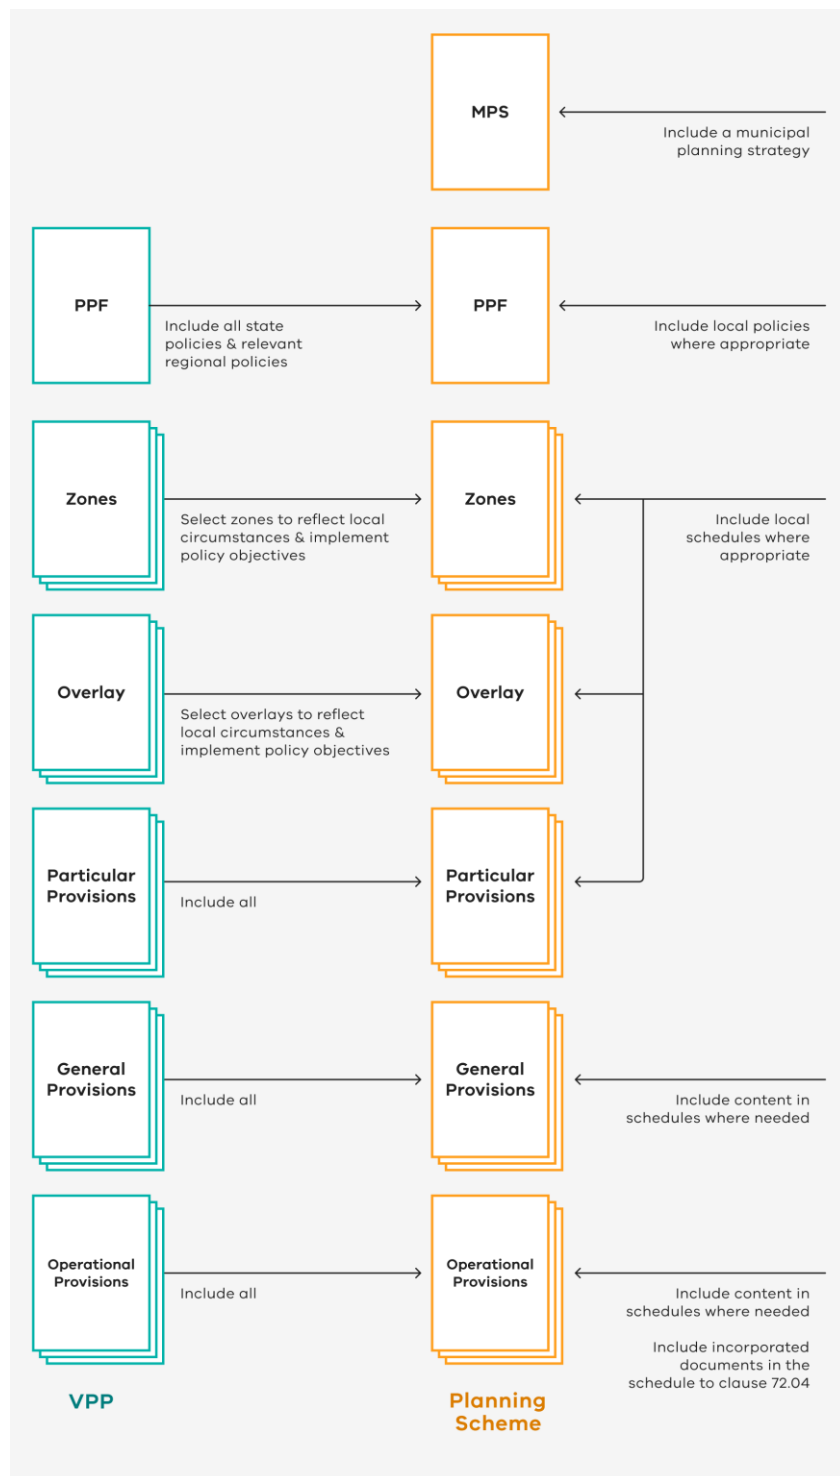 MPS
Include a municipal
planning strategy
PPF
Include all state
policies & relevant
regional policies
PPF
Include local policies
where appropriate
Zones
Select zones to reflect local
circumstances & implement
policy objectives
Zones
Include local
schedules where
appropriate
Overlay
Select overlays to reflect
local circumstances &
implement policy objectives
Overlay
Particular
Provisions
Include all
Particular
Provisions
General
Provisions
Include all
General
Provisions
Include content in
schedules where needed
Operational
Provisions
Include all
Operational
Provisions
Include content in
schedules where needed
Include incorporated
documents in the
schedule to clause 72.04
VPP
Planning
Scheme